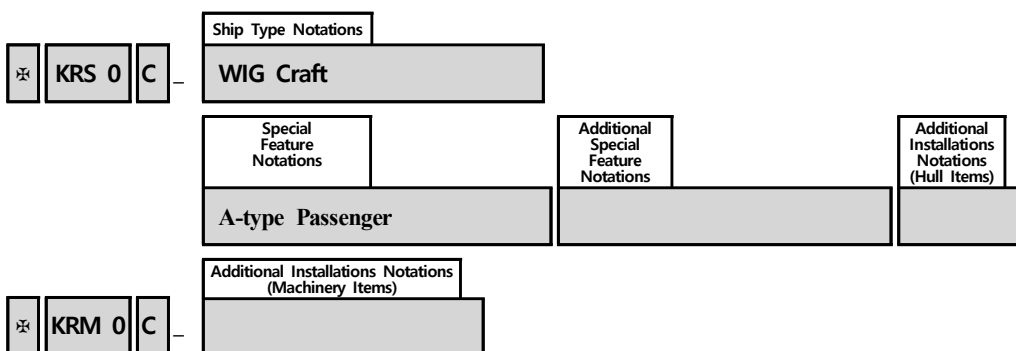 Ship Type Notations
✠ KRS 0 C _ WIG Craft
Special
Feature
Notations
Additional
Special
Feature
Notations
Additional
Installations
Notations
(Hull Items)
A-type Passenger
Additional Installations Notations
(Machinery Items)
✠ KRM 0 C _